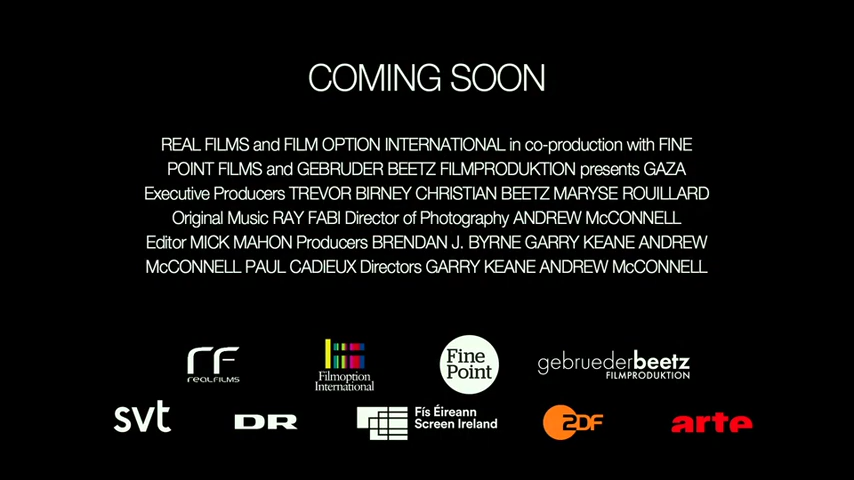 COMING SOON
REAL FILMS and FILM OPTION INTERNATIONAL in co-production with FINE
POINT FILMS and GEBRUDER BEETZ FILMPRODUKTION presents GAZA
Executive Producers TREVOR BIRNEY CHRISTIAN BEETZ MARYSE ROUILLARD
Original Music RAY FABI Director of Photography ANDREW McCONNELL
Editor MICK MAHON Producers BRENDAN J. BYRNE GARRY KEANE ANDREW
McCONNELL PAUL CADIEUX Directors GARRY KEANE ANDREW McCONNELL
rf
realfilms
Filmoption
International
Fine
Point
gebruederbeetz
FILMPRODUKTION
svt
DR
Fís Éireann
Screen Ireland
2DF
arte